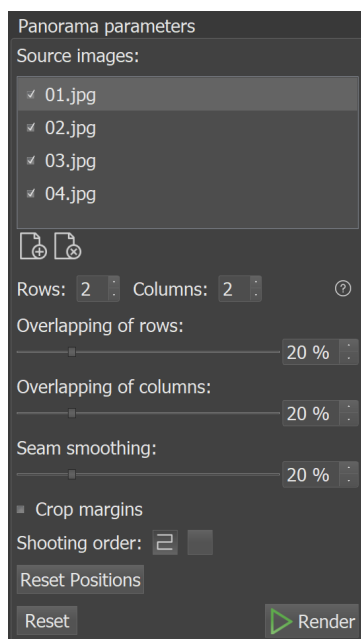 Panorama parameters
Source images:
01.jpg
02.jpg
03.jpg
04.jpg
Rows: 2 Columns: 2 ?
Overlapping of rows:
20 %
Overlapping of columns:
20 %
Seam smoothing:
20 %
Crop margins
Shooting order:
Reset Positions
Reset Render